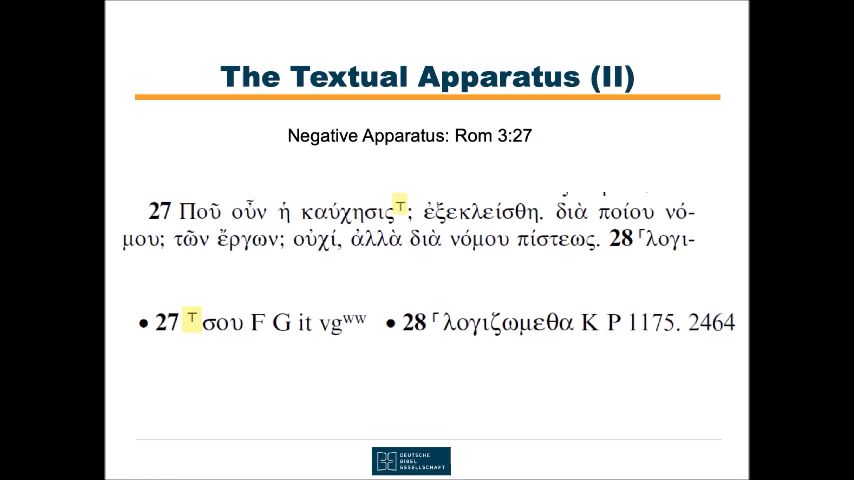 The Textual Apparatus (II)
Negative Apparatus: Rom 3:27
27 Ποῦ οὖν ἡ καύχησις⸆; ἐξεκλείσθη. διὰ ποίου νό-
μου; τῶν ἔργων; οὐχί, ἀλλὰ διὰ νόμου πίστεως. 28 ⸀λογι-
• 27 ⸆σου F G it vgʷʷ • 28 ⸀λογιζωμεθα K P 1175. 2464
DEUTSCHE
BIBEL
GESELLSCHAFT